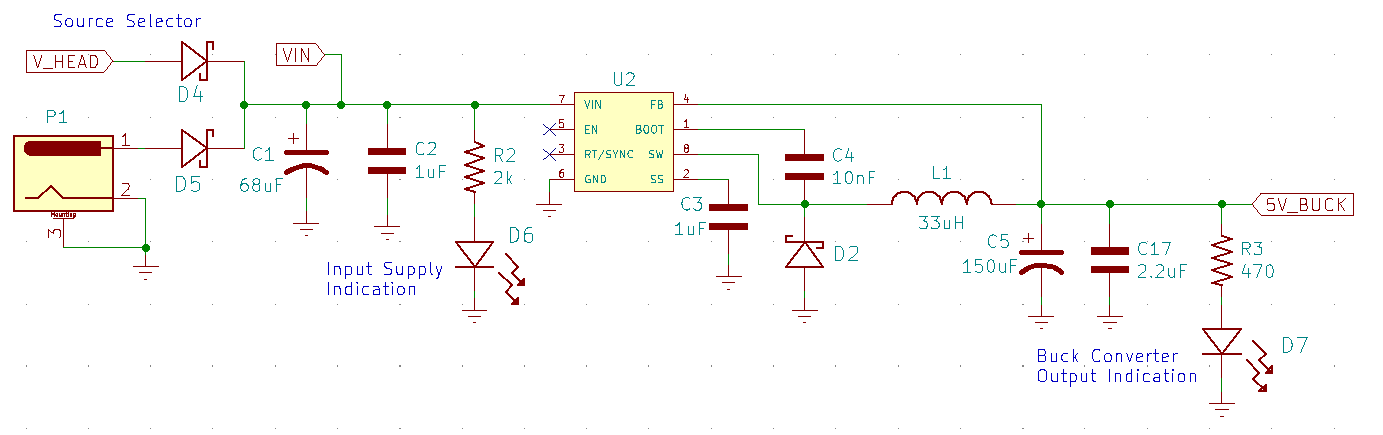 Source Selector
V_HEAD
D4
VIN
P1
1
2
3
Mounting
D5
C1
68uF
C2
1uF
R2
2k
D6
Input Supply
Indication
U2
7 VIN
5 EN
3 RT/SYNC
6 GND
FB 4
BOOT 1
SW 8
SS 2
C4
10nF
C3
1uF
D2
L1
33uH
5V_BUCK
C5
150uF
C17
2.2uF
R3
470
D7
Buck Converter
Output Indication